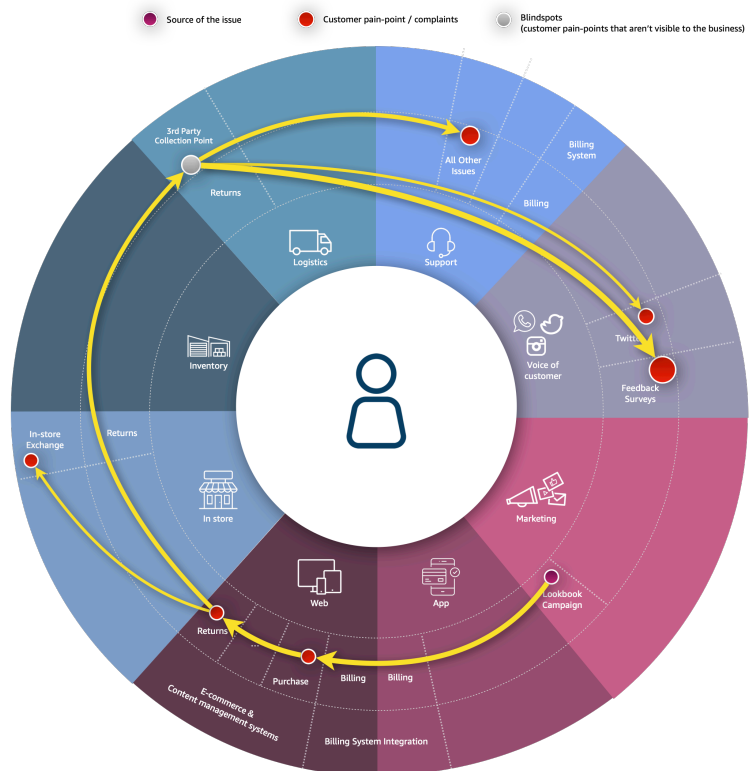 Source of the issue
Customer pain-point / complaints
Blindspots
(customer pain-points that aren't visible to the business)
3rd Party
Collection Point
Returns
Logistics
All Other
Issues
Billing
System
Billing
Support
Voice of
customer
Feedback
Surveys
Inventory
In-store
Exchange
Returns
In store
Marketing
Lookbook
Campaign
Web
App
Returns
...
Purchase
Billing
Billing
E-commerce &
Content management systems
Billing System Integration